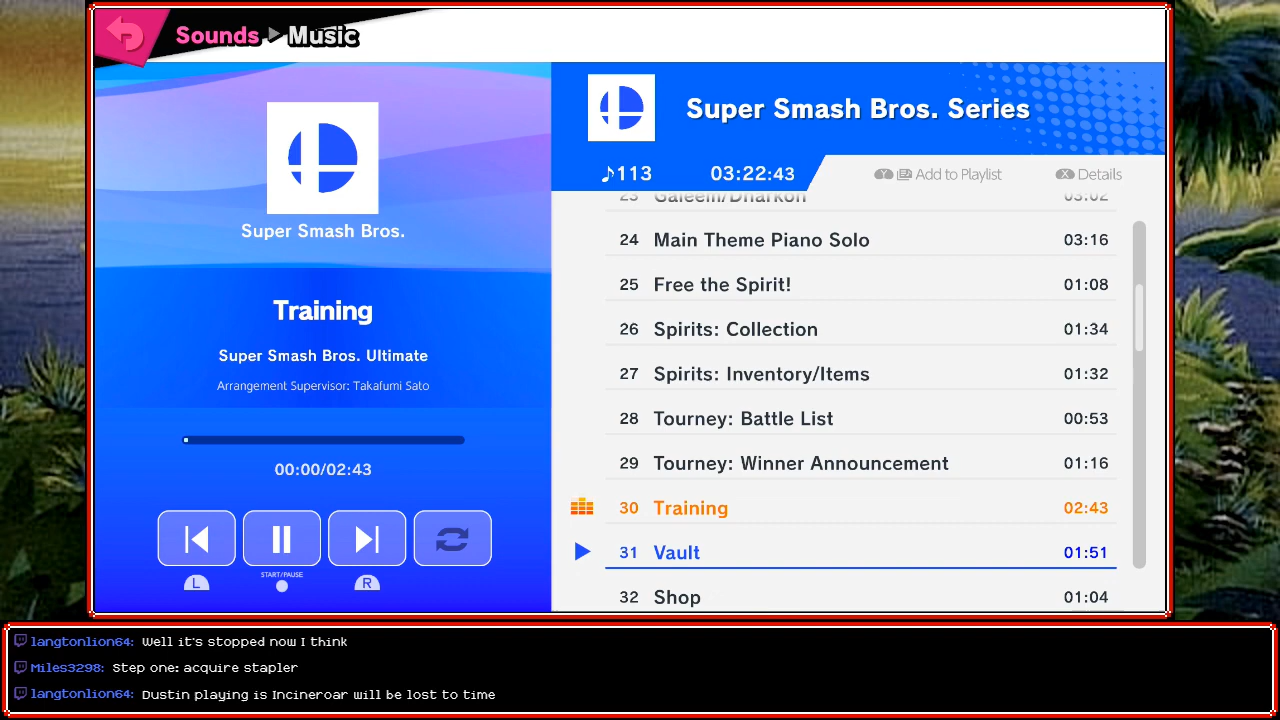 Sounds ▶ Music
Super Smash Bros.
Training
Super Smash Bros. Ultimate
Arrangement Supervisor: Takafumi Sato
00:00/02:43
L
START/PAUSE
R
Super Smash Bros. Series
♪113 03:22:43
Y Add to Playlist X Details
23 Galeem/Dharkon 03:02
24 Main Theme Piano Solo 03:16
25 Free the Spirit! 01:08
26 Spirits: Collection 01:34
27 Spirits: Inventory/Items 01:32
28 Tourney: Battle List 00:53
29 Tourney: Winner Announcement 01:16
30 Training 02:43
31 Vault 01:51
32 Shop 01:04
langtonlion64: Well it's stopped now I think
Miles3298: Step one: acquire stapler
langtonlion64: Dustin playing is Incineroar will be lost to time